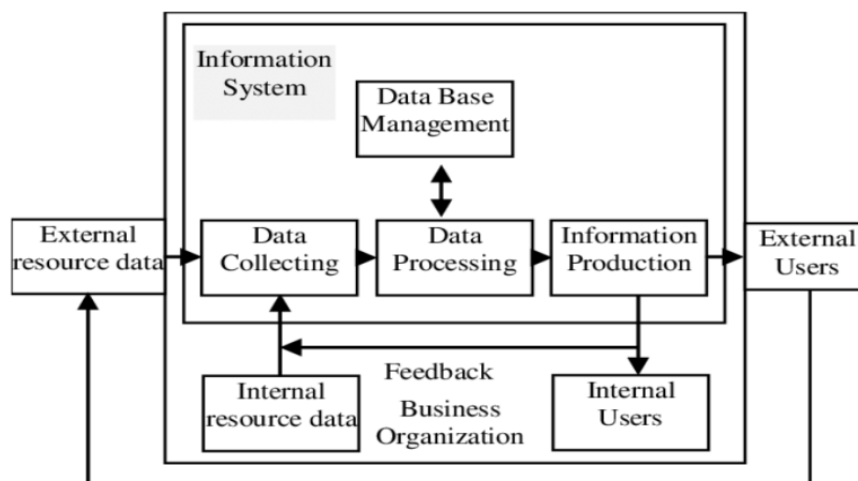 Information
System
Data Base
Management
External
resource data
Data
Collecting
Data
Processing
Information
Production
External
Users
Feedback
Internal
resource data
Business
Organization
Internal
Users